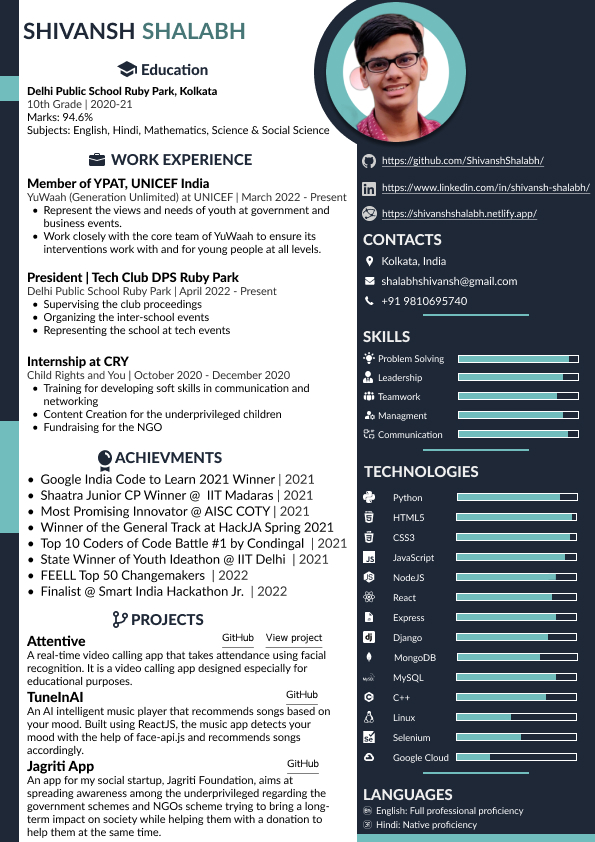 SHIVANSH SHALABH
Education
Delhi Public School Ruby Park, Kolkata
10th Grade | 2020-21
Marks: 94.6%
Subjects: English, Hindi, Mathematics, Science & Social Science
WORK EXPERIENCE
Member of YPAT, UNICEF India
YuWaah (Generation Unlimited) at UNICEF | March 2022 - Present
• Represent the views and needs of youth at government and
business events.
• Work closely with the core team of YuWaah to ensure its
interventions work with and for young people at all levels.
President | Tech Club DPS Ruby Park
Delhi Public School Ruby Park | April 2022 - Present
• Supervising the club proceedings
• Organizing the inter-school events
• Representing the school at tech events
Internship at CRY
Child Rights and You | October 2020 - December 2020
• Training for developing soft skills in communication and
networking
• Content Creation for the underprivileged children
• Fundraising for the NGO
ACHIEVMENTS
• Google India Code to Learn 2021 Winner | 2021
• Shaatra Junior CP Winner @ IIT Madaras | 2021
• Most Promising Innovator @ AISC COTY | 2021
• Winner of the General Track at HackJA Spring 2021
• Top 10 Coders of Code Battle #1 by Condingal | 2021
• State Winner of Youth Ideathon @ IIT Delhi | 2021
• FEELL Top 50 Changemakers | 2022
• Finalist @ Smart India Hackathon Jr. | 2022
PROJECTS
Attentive GitHub View project
A real-time video calling app that takes attendance using facial
recognition. It is a video calling app designed especially for
educational purposes.
TuneInAI GitHub
An AI intelligent music player that recommends songs based on
your mood. Built using ReactJS, the music app detects your
mood with the help of face-api.js and recommends songs
accordingly.
Jagriti App GitHub
An app for my social startup, Jagriti Foundation, aims at
spreading awareness among the underprivileged regarding the
government schemes and NGOs scheme trying to bring a long-
term impact on society while helping them with a donation to
help them at the same time.
https://github.com/ShivanshShalabh/
https://www.linkedin.com/in/shivansh-shalabh/
https://shivanshshalabh.netlify.app/
CONTACTS
Kolkata, India
shalabhshivansh@gmail.com
+91 9810695740
SKILLS
Problem Solving
Leadership
Teamwork
Managment
Communication
TECHNOLOGIES
Python
HTML5
CSS3
JavaScript
NodeJS
React
Express
Django
MongoDB
MySQL
C++
Linux
Selenium
Google Cloud
LANGUAGES
English: Full professional proficiency
Hindi: Native proficiency